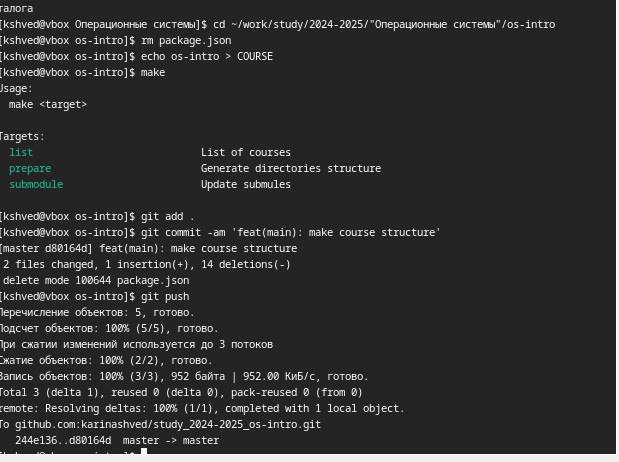 талога
[kshved@vbox Операционные системы]$ cd ~/work/study/2024-2025/"Операционные системы"/os-intro
[kshved@vbox os-intro]$ rm package.json
[kshved@vbox os-intro]$ echo os-intro > COURSE
[kshved@vbox os-intro]$ make
Usage:
  make <target>

Targets:
  list                            List of courses
  prepare                         Generate directories structure
  submodule                       Update submules

[kshved@vbox os-intro]$ git add .
[kshved@vbox os-intro]$ git commit -am 'feat(main): make course structure'
[master d80164d] feat(main): make course structure
 2 files changed, 1 insertion(+), 14 deletions(-)
 delete mode 100644 package.json
[kshved@vbox os-intro]$ git push
Перечисление объектов: 5, готово.
Подсчет объектов: 100% (5/5), готово.
При сжатии изменений используется до 3 потоков
Сжатие объектов: 100% (2/2), готово.
Запись объектов: 100% (3/3), 952 байта | 952.00 КиБ/с, готово.
Total 3 (delta 1), reused 0 (delta 0), pack-reused 0 (from 0)
remote: Resolving deltas: 100% (1/1), completed with 1 local object.
To github.com:karinashved/study_2024-2025_os-intro.git
   244e136..d80164d  master -> master
[kshved@vbox os-intro]$